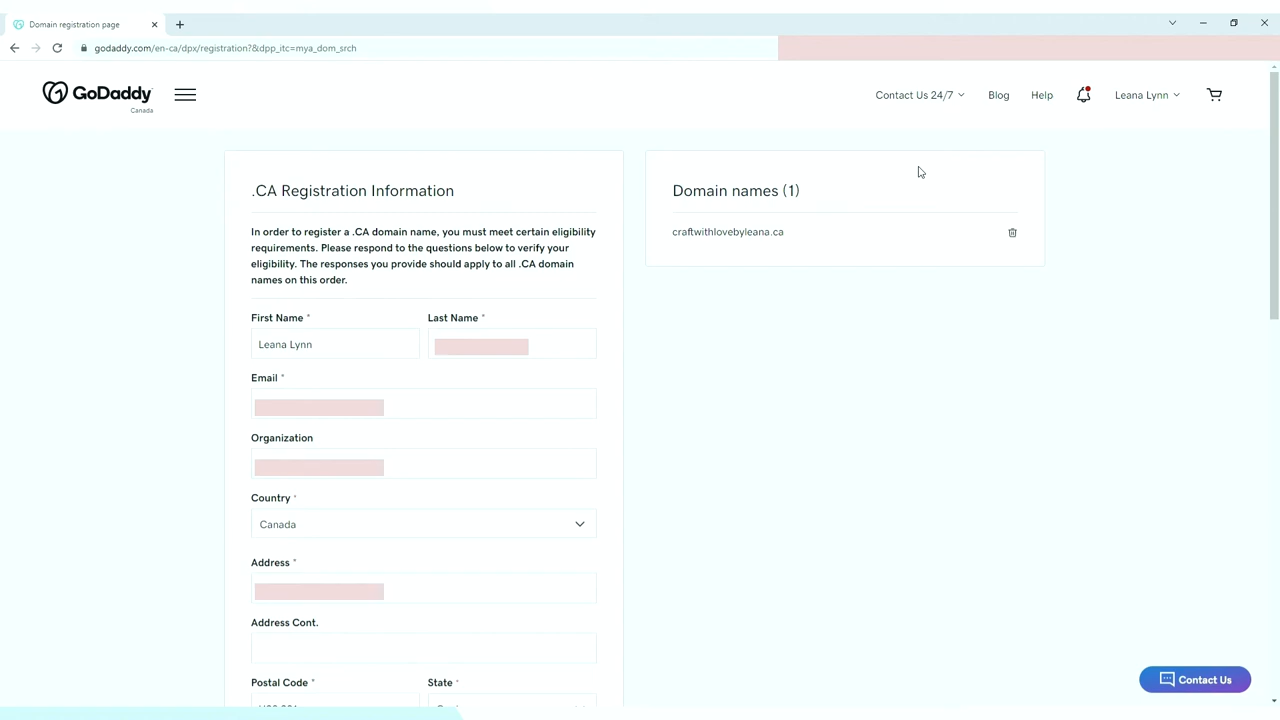 Domain registration page
godaddy.com/en-ca/dpx/registration?&dpp_itc=mya_dom_srch
GoDaddy
Canada
Contact Us 24/7
Blog
Help
Leana Lynn
.CA Registration Information
In order to register a .CA domain name, you must meet certain eligibility
requirements. Please respond to the questions below to verify your
eligibility. The responses you provide should apply to all .CA domain
names on this order.
First Name *
Last Name *
Leana Lynn
Email *
Organization
Country *
Canada
Address *
Address Cont.
Postal Code *
State *
Domain names (1)
craftwithlovebyleana.ca
Contact Us